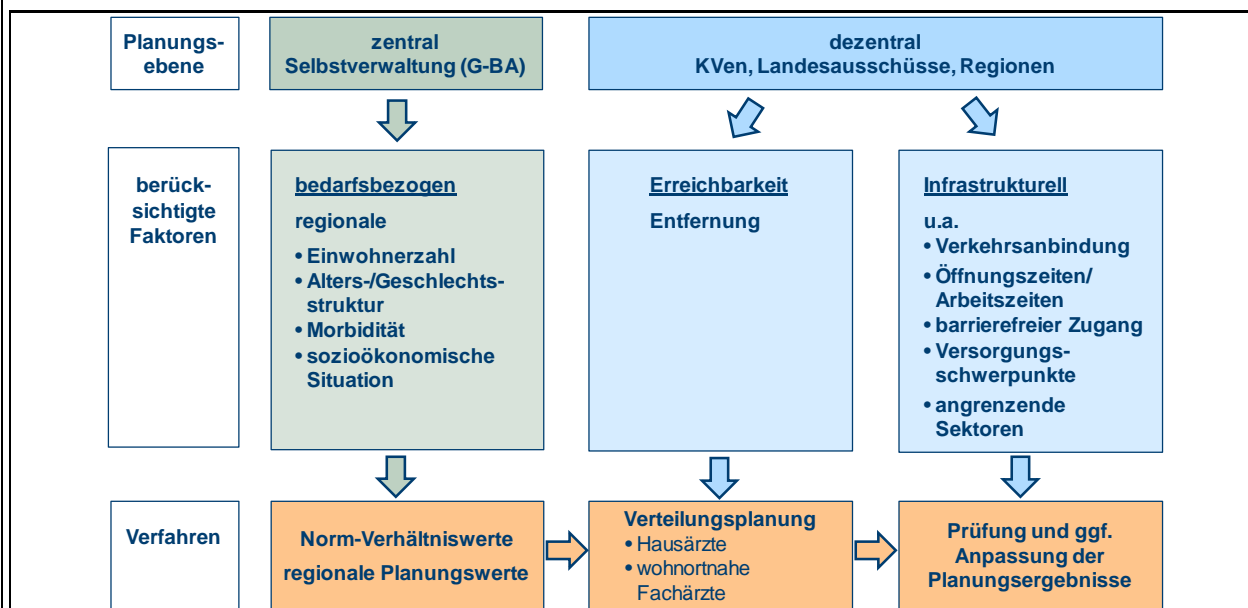 Planungs-
ebene
zentral
Selbstverwaltung (G-BA)
dezentral
KVen, Landesausschüsse, Regionen
berück-
sichtigte
Faktoren
bedarfsbezogen
regionale
• Einwohnerzahl
• Alters-/Geschlechts-
struktur
• Morbidität
• sozioökonomische
Situation
Erreichbarkeit
Entfernung
Infrastrukturell
u.a.
• Verkehrsanbindung
• Öffnungszeiten/
Arbeitszeiten
• barrierefreier Zugang
• Versorgungs-
schwerpunkte
• angrenzende
Sektoren
Verfahren
Norm-Verhältniswerte
regionale Planungswerte
Verteilungsplanung
• Hausärzte
• wohnortnahe
Fachärzte
Prüfung und ggf.
Anpassung der
Planungsergebnisse